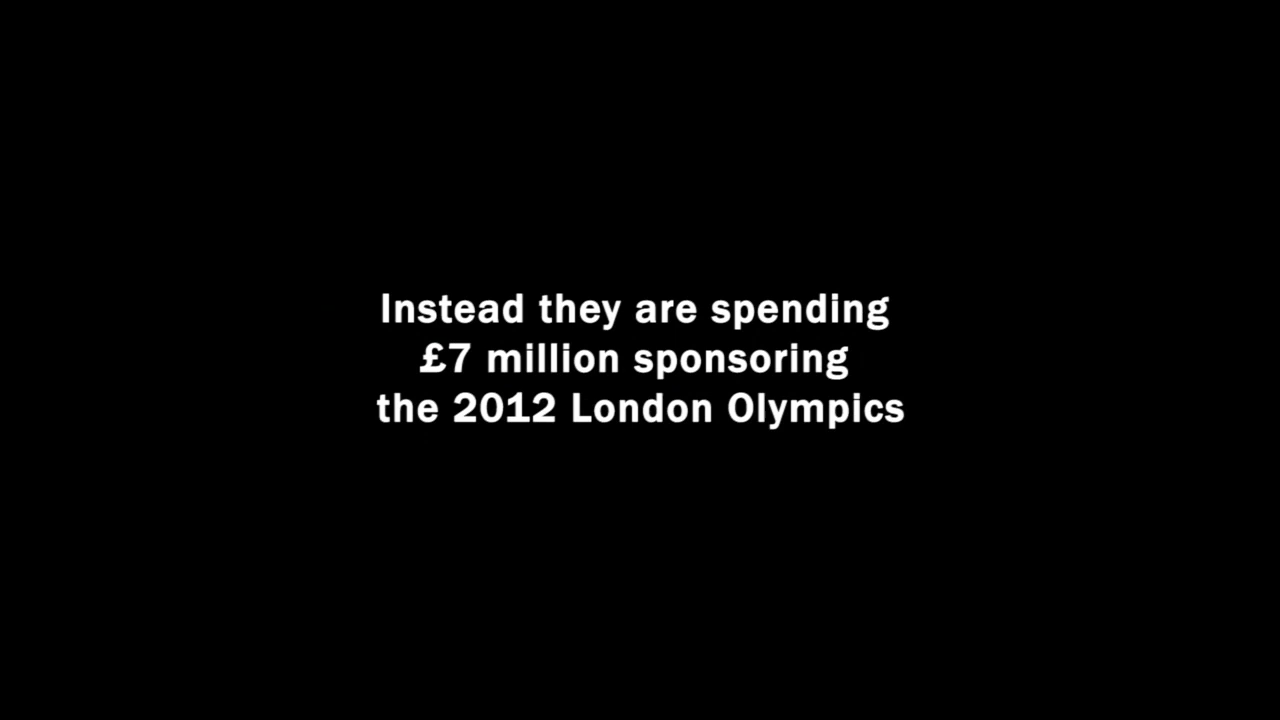 Instead they are spending
£7 million sponsoring
the 2012 London Olympics